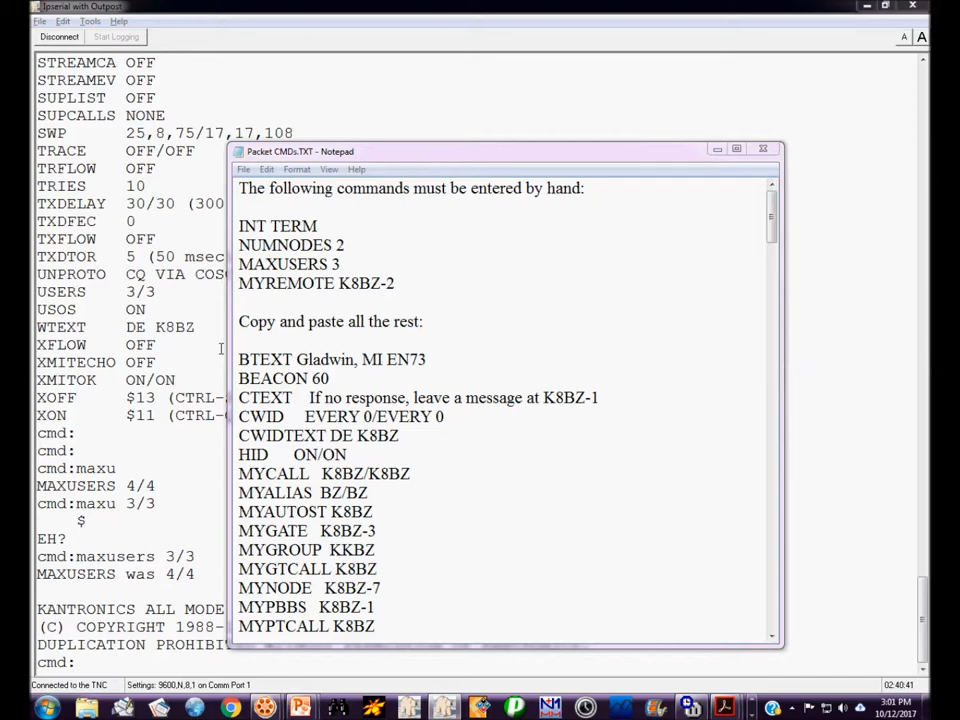 Ipserial with Outpost
File Edit Tools Help
Disconnect Start Logging A A
STREAMCA OFF
STREAMEV OFF
SUPLIST OFF
SUPCALLS NONE
SWP 25,8,75/17,17,108
TRACE OFF/OFF
TRFLOW OFF
TRIES 10
TXDELAY 30/30 (300
TXDFEC 0
TXFLOW OFF
TXDTOR 5 (50 msec
UNPROTO CQ VIA COS
USERS 3/3
USOS ON
WTEXT DE K8BZ
XFLOW OFF
XMITECHO OFF
XMITOK ON/ON
XOFF $13 (CTRL-
XON $11 (CTRL-
cmd:
cmd:
cmd:maxu
MAXUSERS 4/4
cmd:maxu 3/3
$
EH?
cmd:maxusers 3/3
MAXUSERS was 4/4
KANTRONICS ALL MODE
(C) COPYRIGHT 1988-
DUPLICATION PROHIBI
cmd:
Packet CMDs.TXT - Notepad
File Edit Format View Help
The following commands must be entered by hand:
INT TERM
NUMNODES 2
MAXUSERS 3
MYREMOTE K8BZ-2
Copy and paste all the rest:
BTEXT Gladwin, MI EN73
BEACON 60
CTEXT If no response, leave a message at K8BZ-1
CWID EVERY 0/EVERY 0
CWIDTEXT DE K8BZ
HID ON/ON
MYCALL K8BZ/K8BZ
MYALIAS BZ/BZ
MYAUTOST K8BZ
MYGATE K8BZ-3
MYGROUP KKBZ
MYGTCALL K8BZ
MYNODE K8BZ-7
MYPBBS K8BZ-1
MYPTCALL K8BZ
Connected to the TNC Settings: 9600,N,8,1 on Comm Port 1 02:40:41
3:01 PM
10/12/2017